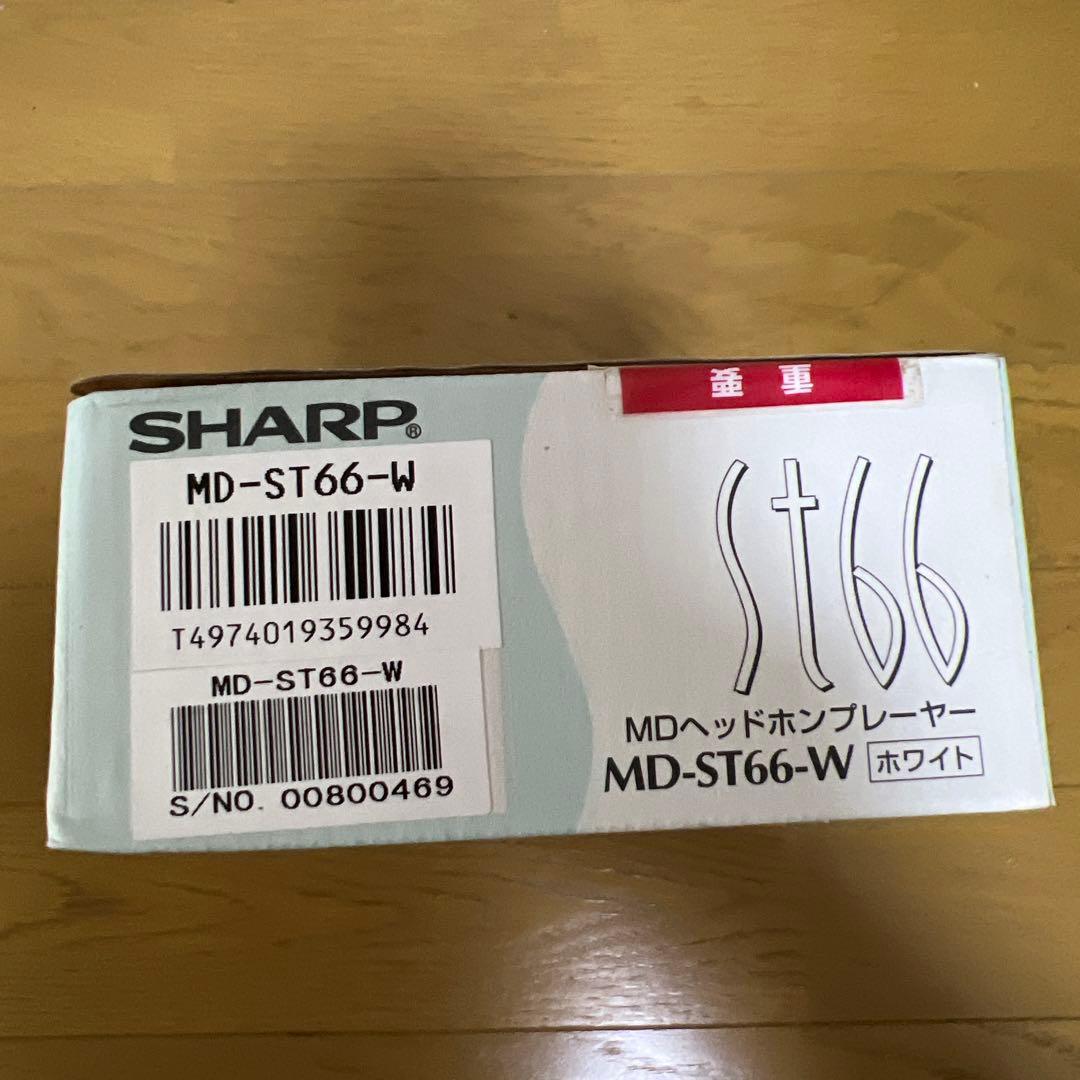 SHARP®
MD-ST66-W
T4974019359984
MD-ST66-W
S/NO. 00800469
st66
MDヘッドホンプレーヤー
MD-ST66-W ホワイト